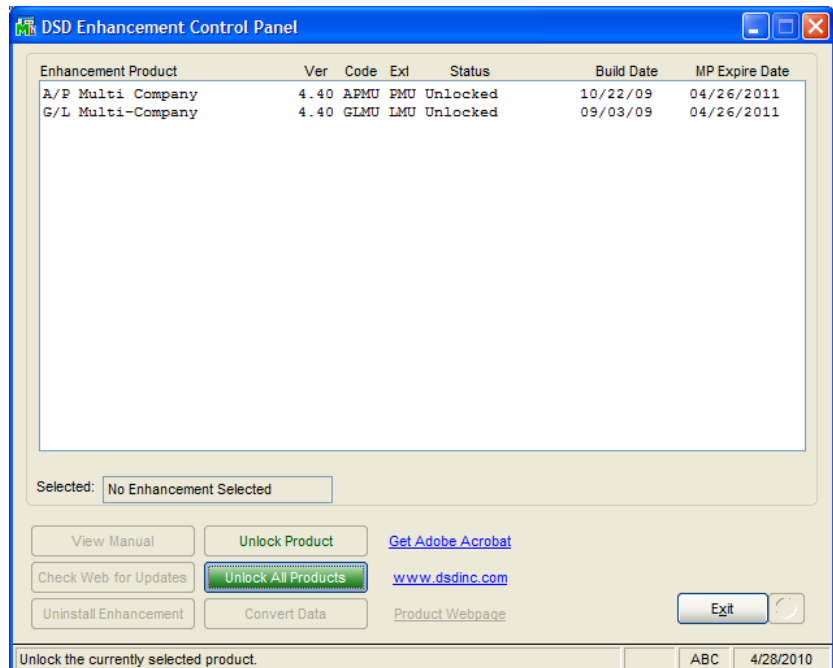 DSD Enhancement Control Panel
Enhancement Product Ver Code Ext Status Build Date MP Expire Date
A/P Multi Company 4.40 APMU PMU Unlocked 10/22/09 04/26/2011
G/L Multi-Company 4.40 GLMU LMU Unlocked 09/03/09 04/26/2011
Selected: No Enhancement Selected
View Manual Unlock Product Get Adobe Acrobat
Check Web for Updates Unlock All Products www.dsdinc.com
Uninstall Enhancement Convert Data Product Webpage Exit
Unlock the currently selected product. ABC 4/28/2010